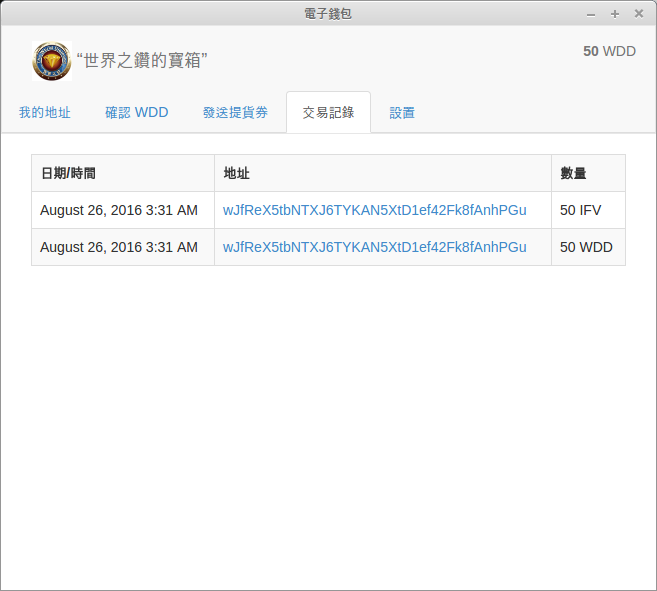 電子錢包
“世界之鑽的寶箱”
50 WDD
我的地址 確認 WDD 發送提貨券 交易記錄 設置
日期/時間 地址 數量
August 26, 2016 3:31 AM wJfReX5tbNTXJ6TYKAN5XtD1ef42Fk8fAnhPGu 50 IFV
August 26, 2016 3:31 AM wJfReX5tbNTXJ6TYKAN5XtD1ef42Fk8fAnhPGu 50 WDD